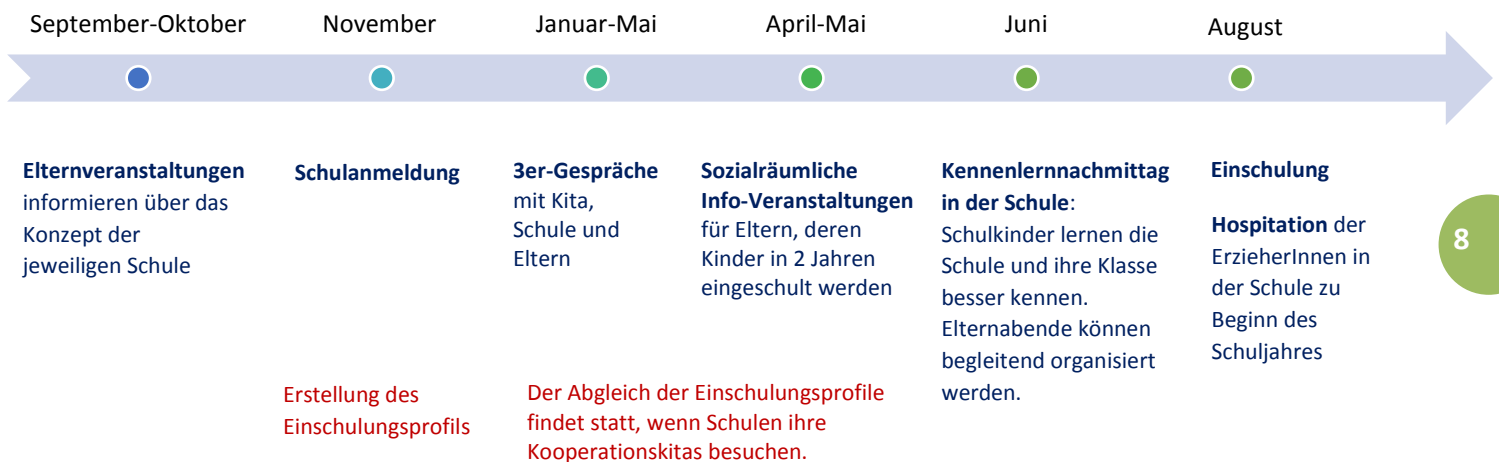 September-Oktober
November
Januar-Mai
April-Mai
Juni
August
Elternveranstaltungen
informieren über das
Konzept der
jeweiligen Schule
Schulanmeldung
3er-Gespräche
mit Kita,
Schule und
Eltern
Sozialräumliche
Info-Veranstaltungen
für Eltern, deren
Kinder in 2 Jahren
eingeschult werden
Kennenlernnachmittag
in der Schule:
Schulkinder lernen die
Schule und ihre Klasse
besser kennen.
Elternabende können
begleitend organisiert
werden.
Einschulung
Hospitation der
ErzieherInnen in
der Schule zu
Beginn des
Schuljahres
8
Erstellung des
Einschulungsprofils
Der Abgleich der Einschulungsprofile
findet statt, wenn Schulen ihre
Kooperationskitas besuchen.